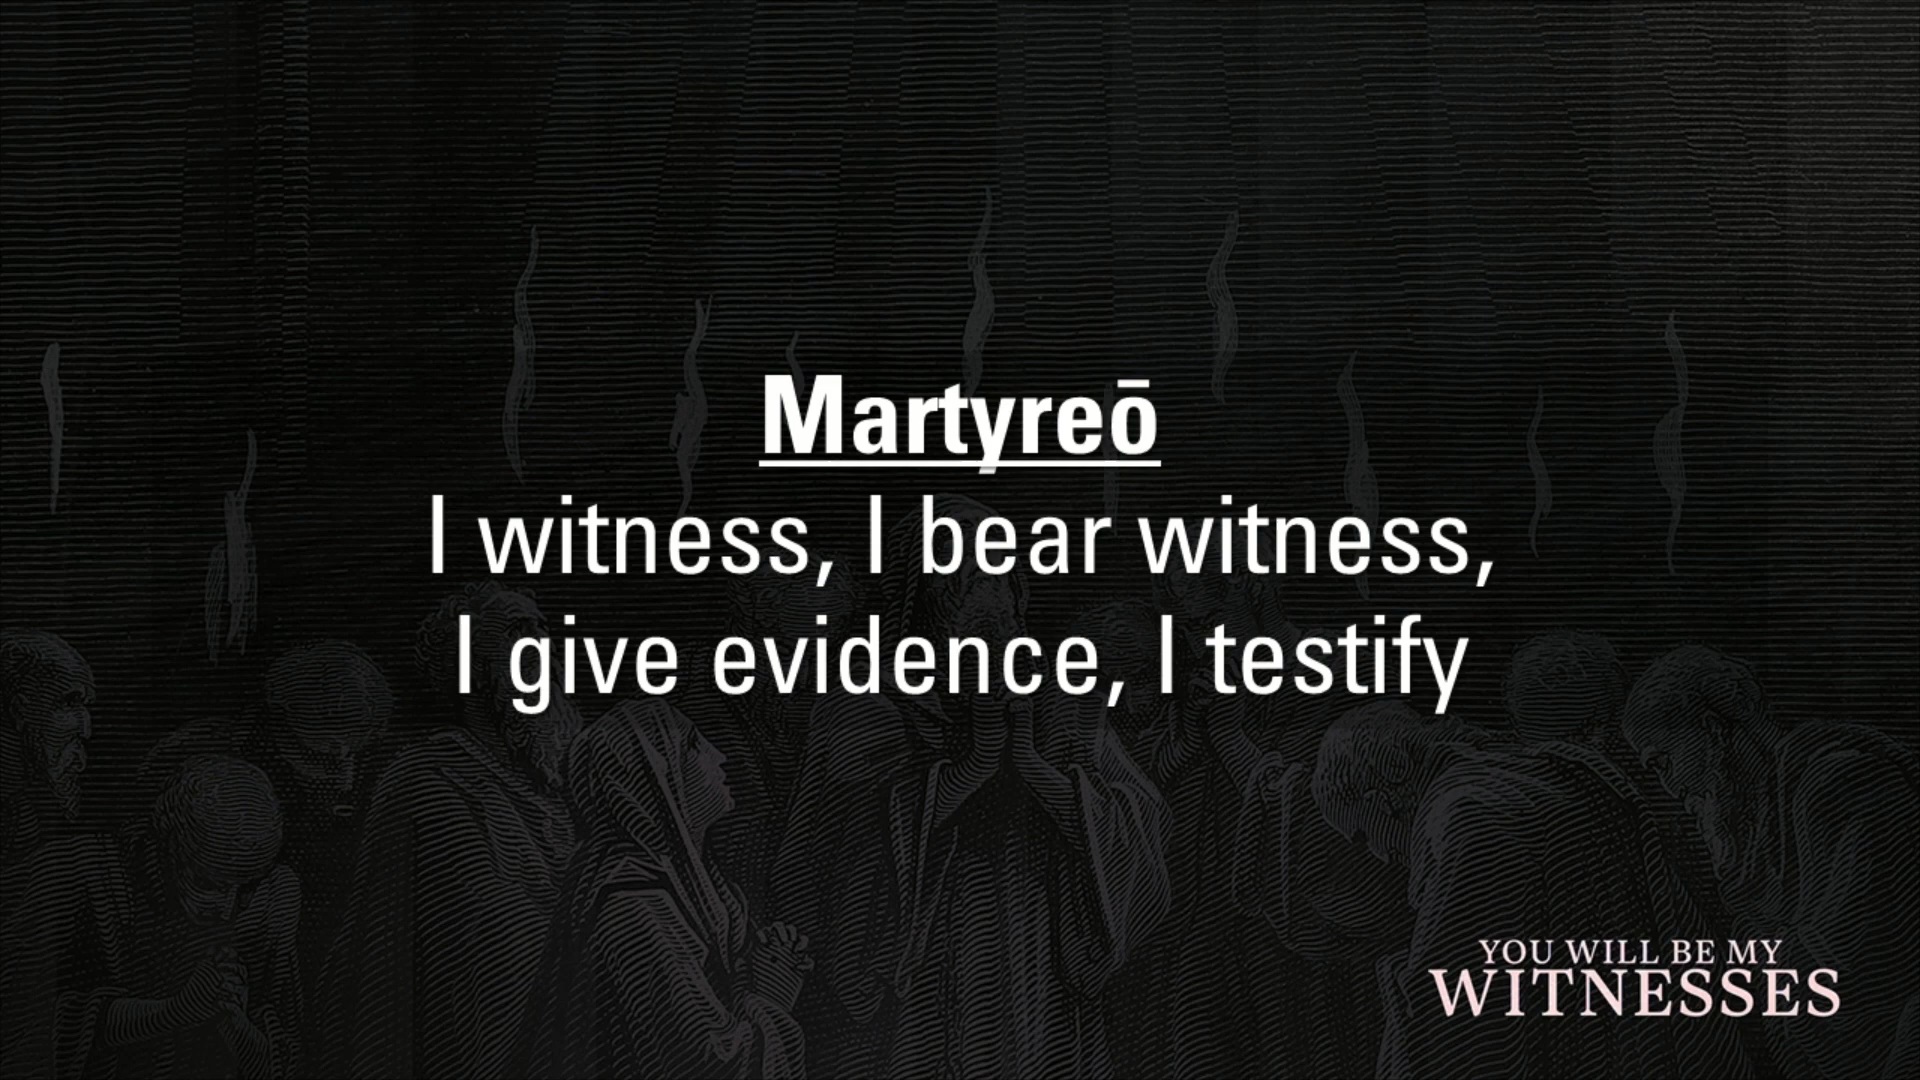 Martyreō
I witness, I bear witness,
I give evidence, I testify
YOU WILL BE MY
WITNESSES